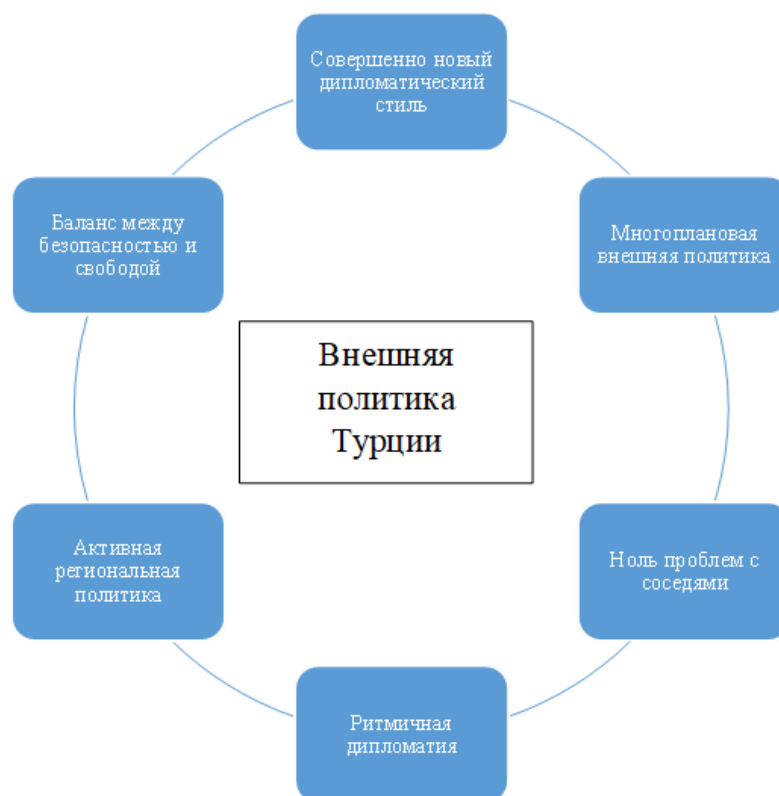 Совершенно новый
дипломатический
стиль
Многоплановая
внешняя политика
Ноль проблем с
соседями
Ритмичная
дипломатия
Активная
региональная
политика
Баланс между
безопасностью и
свободой
Внешняя
политика
Турции